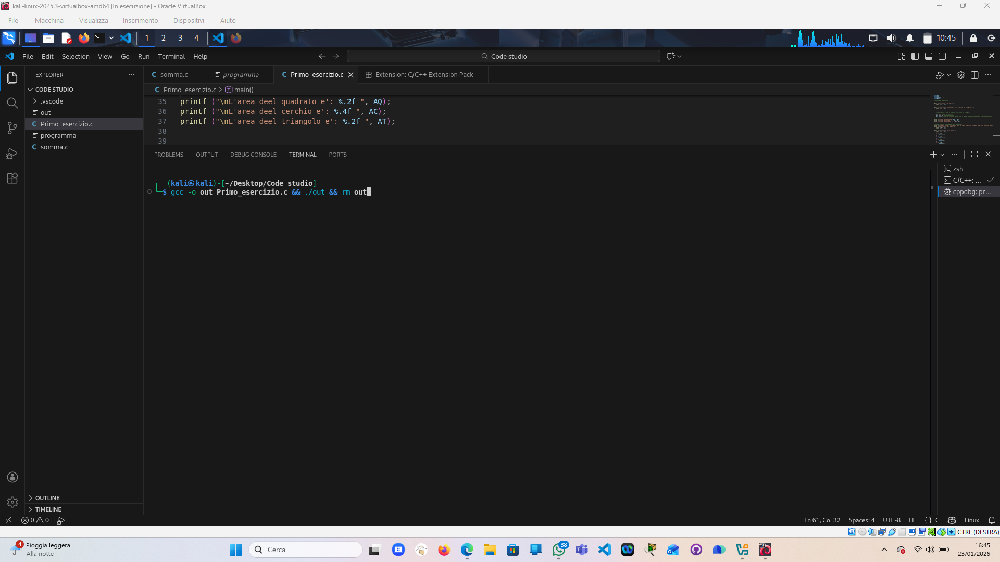 kali-linux-2025.3-virtualbox-amd64 [In esecuzione] - Oracle VirtualBox
File Macchina Visualizza Inserimento Dispositivi Aiuto
1 2 3 4 10:45
File Edit Selection View Go Run Terminal Help Code studio
EXPLORER
CODE STUDIO
.vscode
out
C Primo_esercizio.c
programma
C somma.c
OUTLINE
TIMELINE
C somma.c programma C Primo_esercizio.c Extension: C/C++ Extension Pack
C Primo_esercizio.c > main()
35 printf ("\nL'area deel quadrato e': %.2f ", AQ);
36 printf ("\nL'area deel cerchio e': %.4f ", AC);
37 printf ("\nL'area deel triangolo e': %.2f ", AT);
38
39
PROBLEMS OUTPUT DEBUG CONSOLE TERMINAL PORTS
zsh
C/C++: ...
cppdbg: pr...
┌──(kali㉿kali)-[~/Desktop/Code studio]
└─$ gcc -o out Primo_esercizio.c && ./out && rm out
0 0 Ln 61, Col 32 Spaces: 4 UTF-8 LF { } C Linux
CTRL (DESTRA)
4 Pioggia leggera
Alla notte
Cerca
38
16:45
23/01/2026